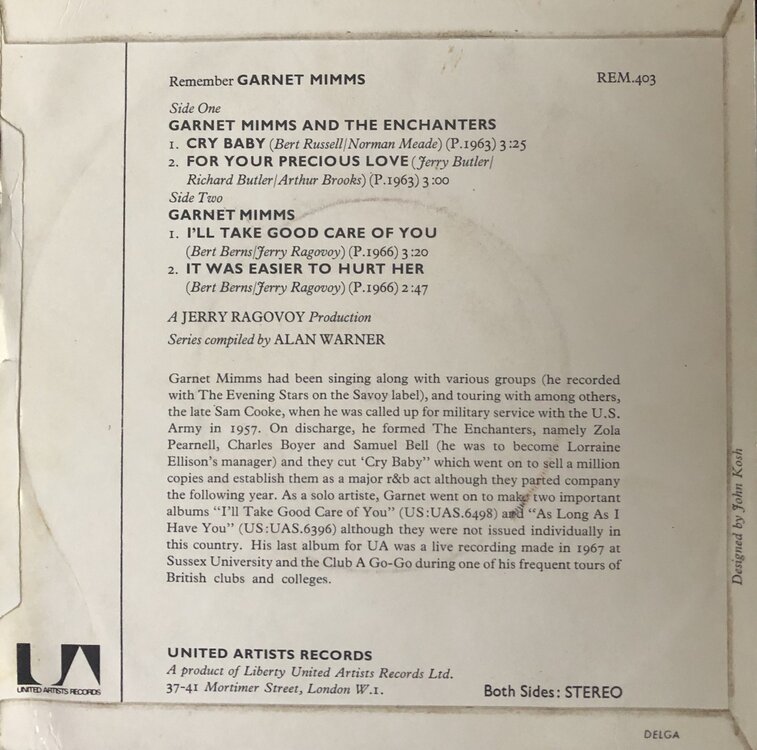 Remember GARNET MIMMS
REM.403
Side One
GARNET MIMMS AND THE ENCHANTERS
1. CRY BABY (Bert Russell/Norman Meade) (P.1963) 3:25
2. FOR YOUR PRECIOUS LOVE (Jerry Butler/
Richard Butler/Arthur Brooks) (P.1963) 3:00
Side Two
GARNET MIMMS
1. I'LL TAKE GOOD CARE OF YOU
(Bert Berns/Jerry Ragovoy) (P.1966) 3:20
2. IT WAS EASIER TO HURT HER
(Bert Berns/Jerry Ragovoy) (P.1966) 2:47
A JERRY RAGOVOY Production
Series compiled by ALAN WARNER
Garnet Mimms had been singing along with various groups (he recorded
with The Evening Stars on the Savoy label), and touring with among others,
the late Sam Cooke, when he was called up for military service with the U.S.
Army in 1957. On discharge, he formed The Enchanters, namely Zola
Pearnell, Charles Boyer and Samuel Bell (he was to become Lorraine
Ellison's manager) and they cut 'Cry Baby" which went on to sell a million
copies and establish them as a major r&b act although they parted company
the following year. As a solo artiste, Garnet went on to make two important
albums "I'll Take Good Care of You" (US:UAS.6498) and "As Long As I
Have You" (US:UAS.6396) although they were not issued individually in
this country. His last album for UA was a live recording made in 1967 at
Sussex University and the Club A Go-Go during one of his frequent tours of
British clubs and colleges.
UNITED ARTISTS RECORDS
A product of Liberty United Artists Records Ltd.
37-41 Mortimer Street, London W.1.
Both Sides: STEREO
UA
UNITED ARTISTS RECORDS
Designed by John Kosh
DELGA